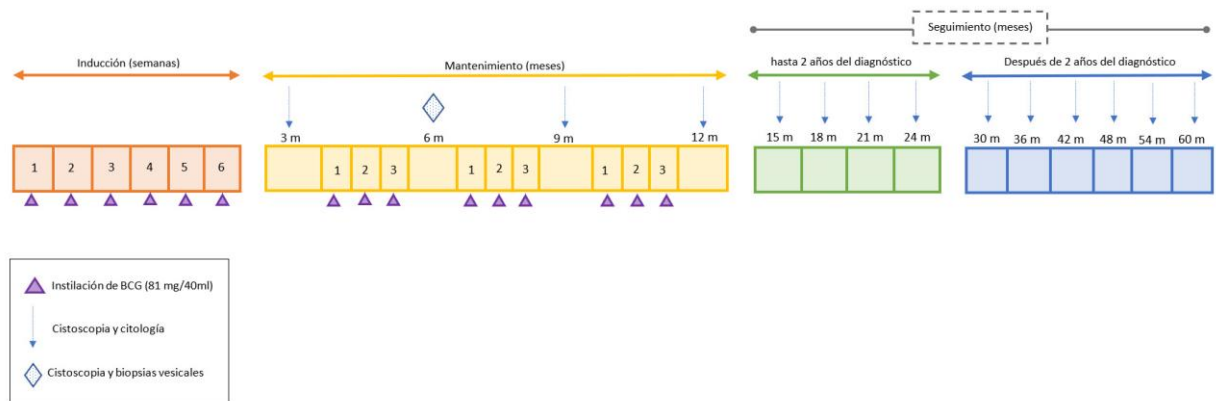 Seguimiento (meses)
Inducción (semanas)
Mantenimiento (meses)
hasta 2 años del diagnóstico
Después de 2 años del diagnóstico
3 m 6 m 9 m 12 m
15 m 18 m 21 m 24 m
30 m 36 m 42 m 48 m 54 m 60 m
1 2 3 4 5 6
1 2 3 1 2 3 1 2 3
Instilación de BCG (81 mg/40ml)
Cistoscopia y citología
Cistoscopia y biopsias vesicales